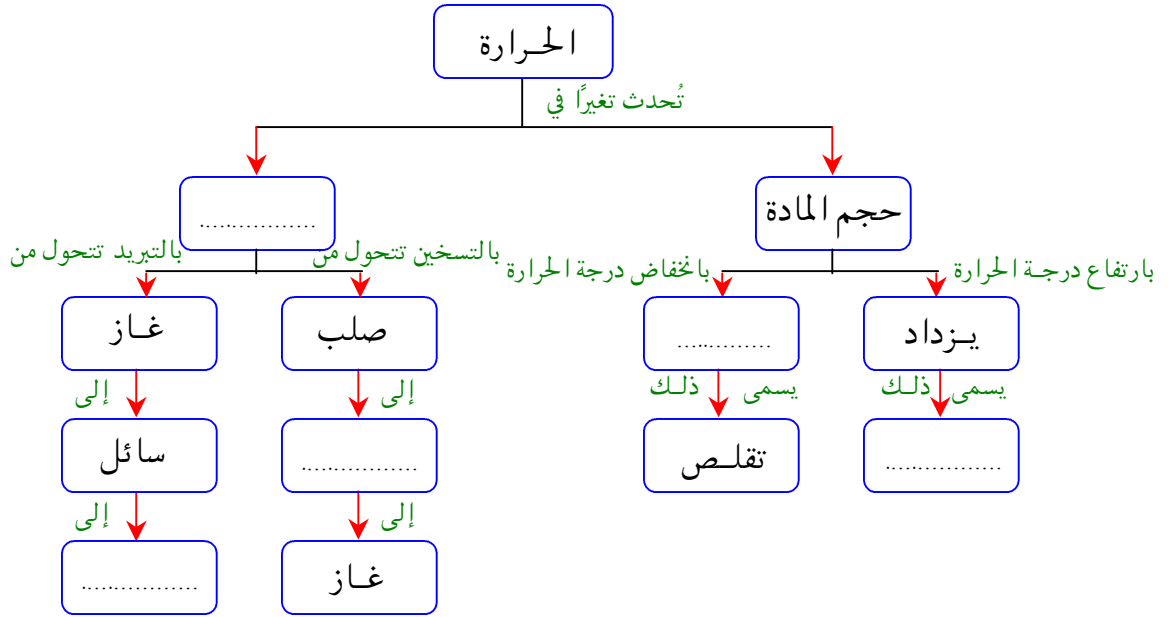 الحرارة
تُحدث تغيرًا في
حجم المادة
................
بارتفاع درجة الحرارة
بانخفاض درجة الحرارة
بالتسخين تتحول من
بالتبريد تتحول من
يزداد
..............
صلب
غاز
يسمى ذلك
يسمى ذلك
إلى
إلى
................
تقلص
................
سائل
إلى
إلى
غاز
................